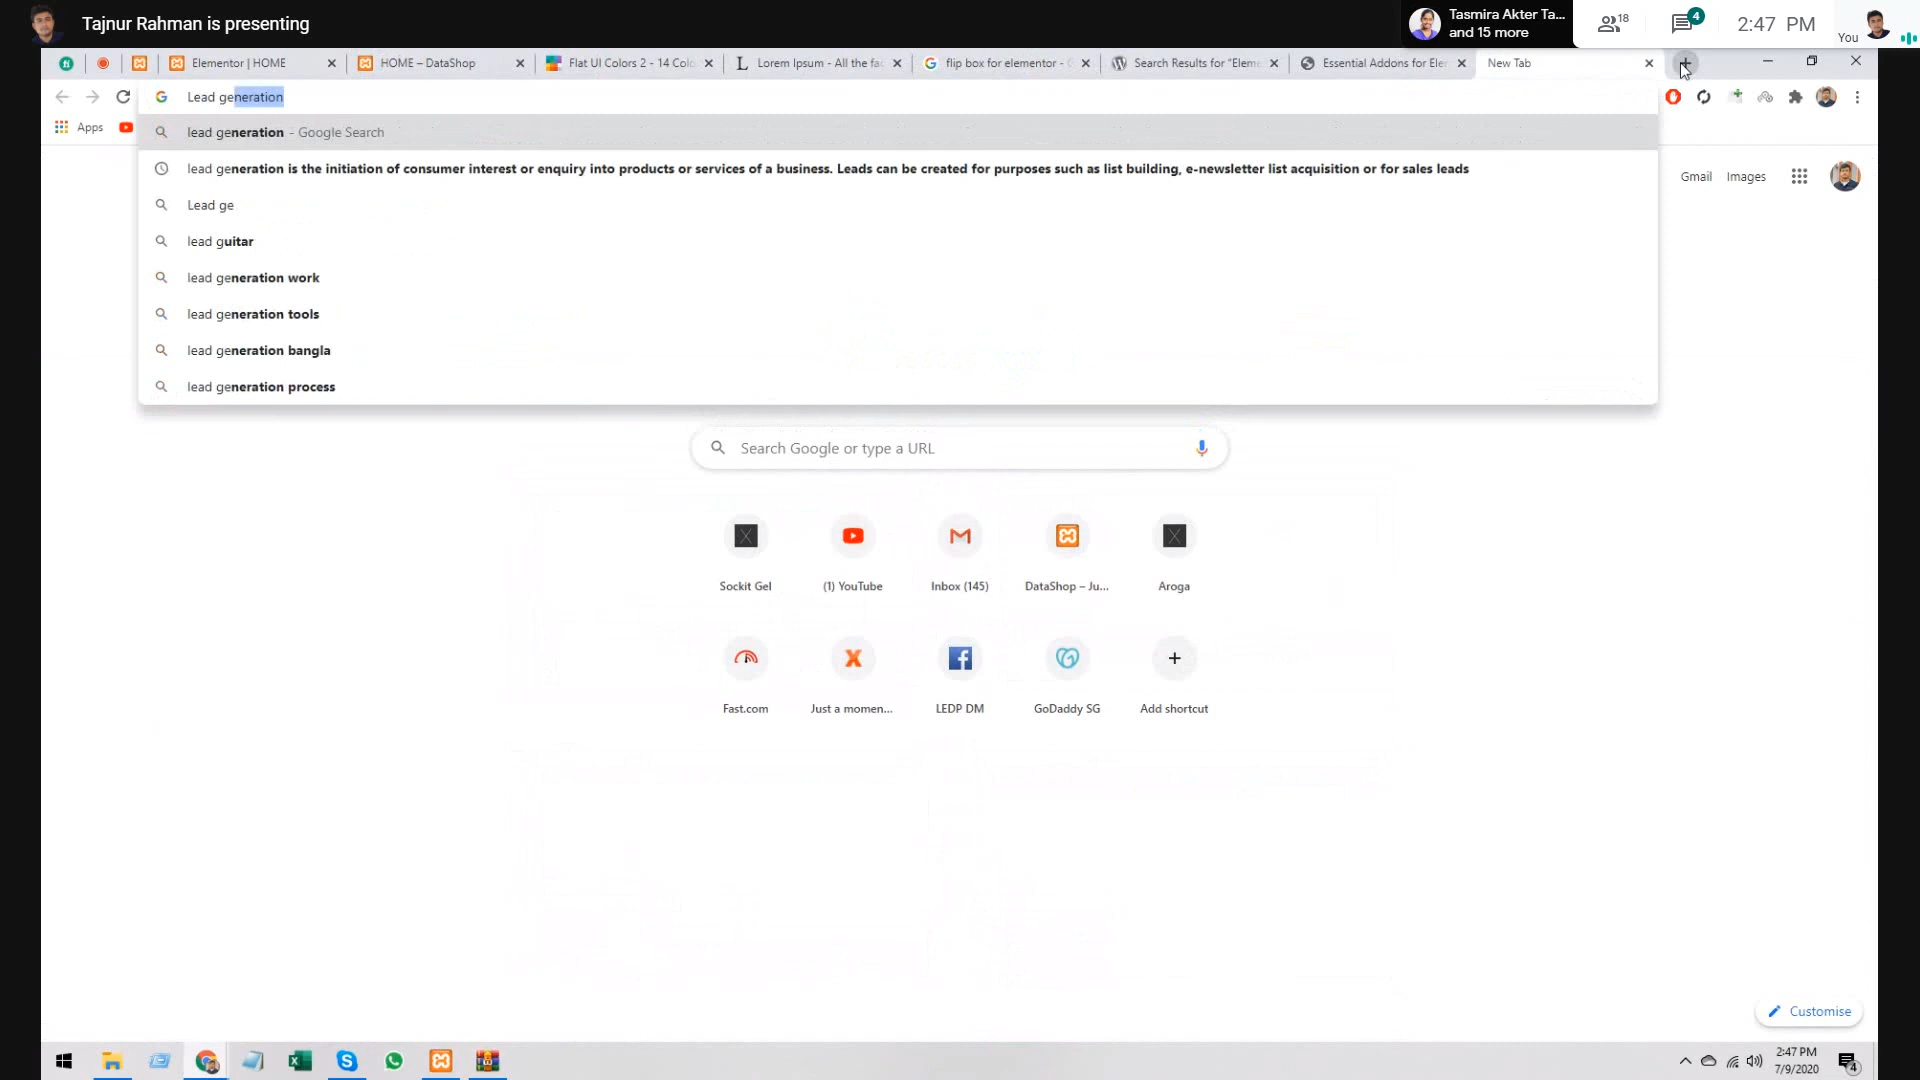 Tajnur Rahman is presenting
Tasmira Akter Ta...
and 15 more
18
4
2:47 PM
You
Elementor | HOME
HOME – DataShop
Flat UI Colors 2 - 14 Colo
Lorem Ipsum - All the fac
flip box for elementor - G
Search Results for "Eleme
Essential Addons for Eler
New Tab
Lead generation
Apps
lead generation - Google Search
lead generation is the initiation of consumer interest or enquiry into products or services of a business. Leads can be created for purposes such as list building, e-newsletter list acquisition or for sales leads
Lead ge
lead guitar
lead generation work
lead generation tools
lead generation bangla
lead generation process
Gmail
Images
Search Google or type a URL
Sockit Gel
(1) YouTube
Inbox (145)
DataShop – Ju...
Aroga
Fast.com
Just a momen...
LEDP DM
GoDaddy SG
Add shortcut
Customise
2:47 PM
7/9/2020
4